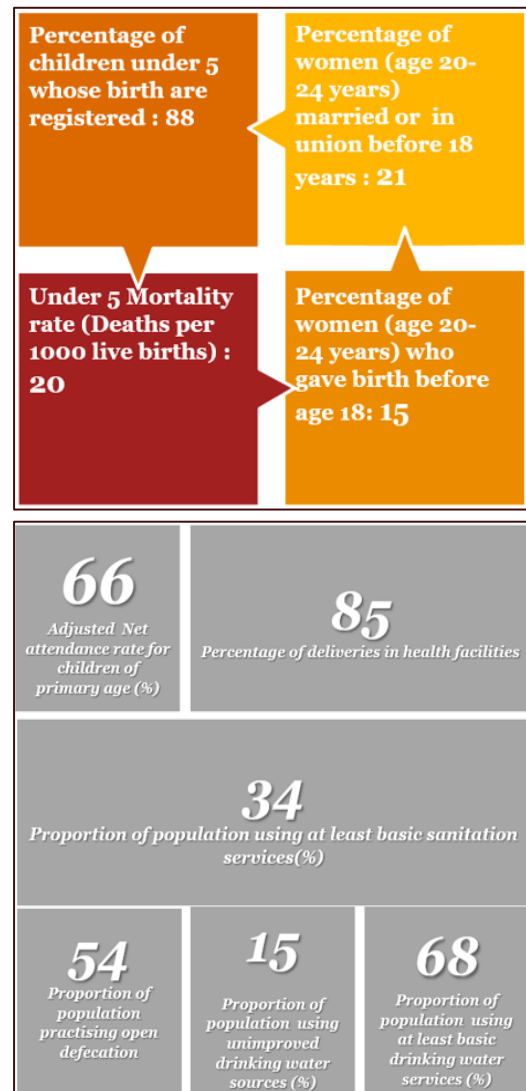 Percentage of
children under 5
whose birth are
registered : 88
Percentage of
women (age 20-
24 years)
married or in
union before 18
years : 21
Under 5 Mortality
rate (Deaths per
1000 live births) :
20
Percentage of
women (age 20-
24 years) who
gave birth before
age 18: 15
66
Adjusted Net
attendance rate for
children of
primary age (%)
85
Percentage of deliveries in health facilities
34
Proportion of population using at least basic sanitation
services(%)
54
Proportion of
population
practising open
defecation
15
Proportion of
population using
unimproved
drinking water
sources (%)
68
Proportion of
population using
at least basic
drinking water
services (%)